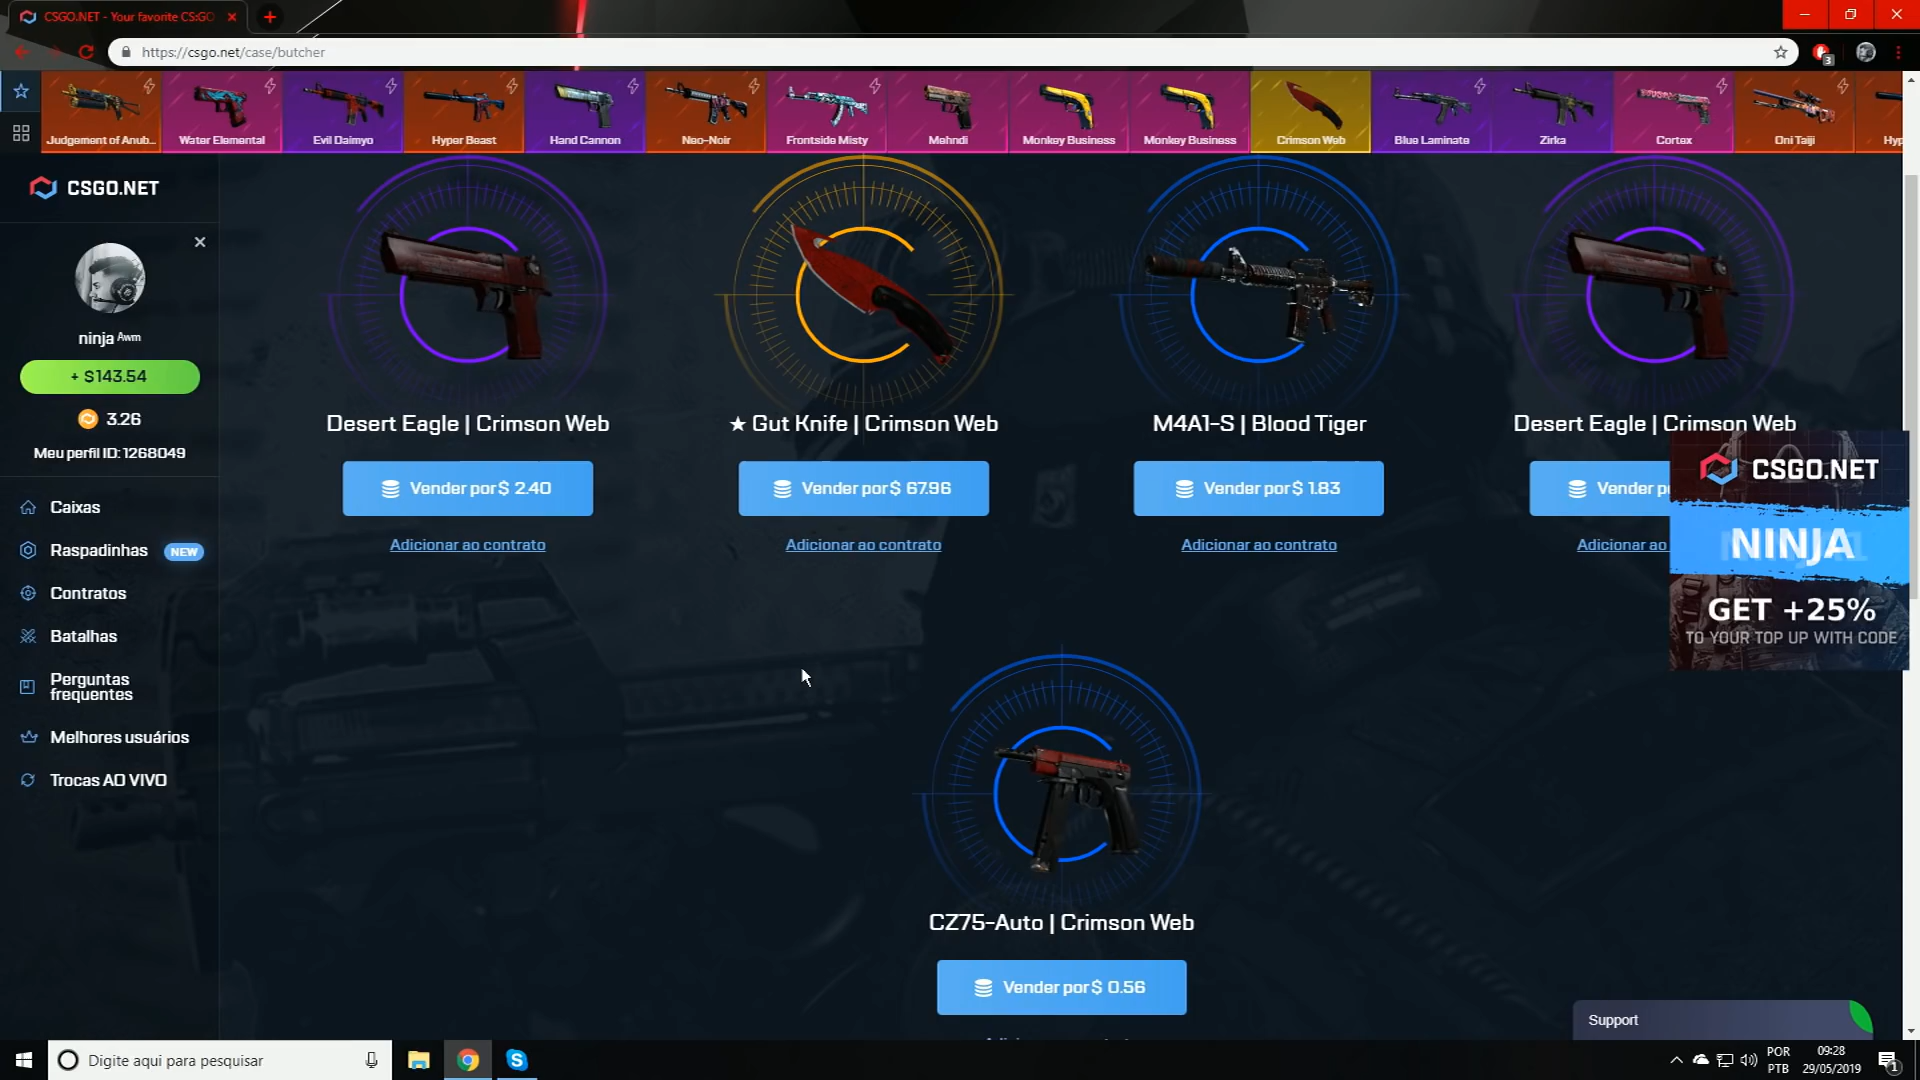 CSGO.NET - Your favorite CS:GO
https://csgo.net/case/butcher
3
Judgement of Anub...
Water Elemental
Evil Daimyo
Hyper Beast
Hand Cannon
Neo-Noir
Frontside Misty
Mehndi
Monkey Business
Monkey Business
Crimson Web
Blue Laminate
Zirka
Cortex
Oni Taiji
Hyp
CSGO.NET
ninja Awm
+ $143.54
3.26
Meu perfil ID: 1268049
Caixas
Raspadinhas NEW
Contratos
Batalhas
Perguntas
frequentes
Melhores usuários
Trocas AO VIVO
Desert Eagle | Crimson Web
Vender por $ 2.40
Adicionar ao contrato
★ Gut Knife | Crimson Web
Vender por $ 67.96
Adicionar ao contrato
M4A1-S | Blood Tiger
Vender por $ 1.83
Adicionar ao contrato
Desert Eagle | Crimson Web
Vender
Adicionar ao
CSGO.NET
NINJA
GET +25%
TO YOUR TOP UP WITH CODE
CZ75-Auto | Crimson Web
Vender por $ 0.56
Support
Digite aqui para pesquisar
POR
PTB
09:28
29/05/2019
1